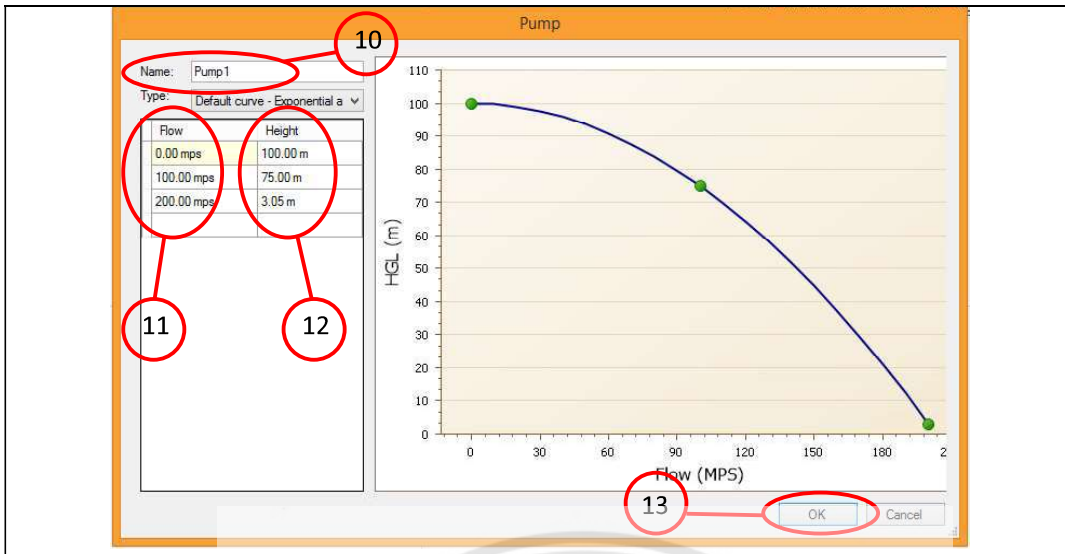 Pump
10
Name: Pump1
Type: Default curve - Exponential a
Flow Height
0.00 mps 100.00 m
100.00 mps 75.00 m
200.00 mps 3.05 m
11
12
HGL (m)
110
100
90
80
70
60
50
40
30
20
10
0
0 30 60 90 120 150 180 2
Flow (MPS)
13
OK Cancel